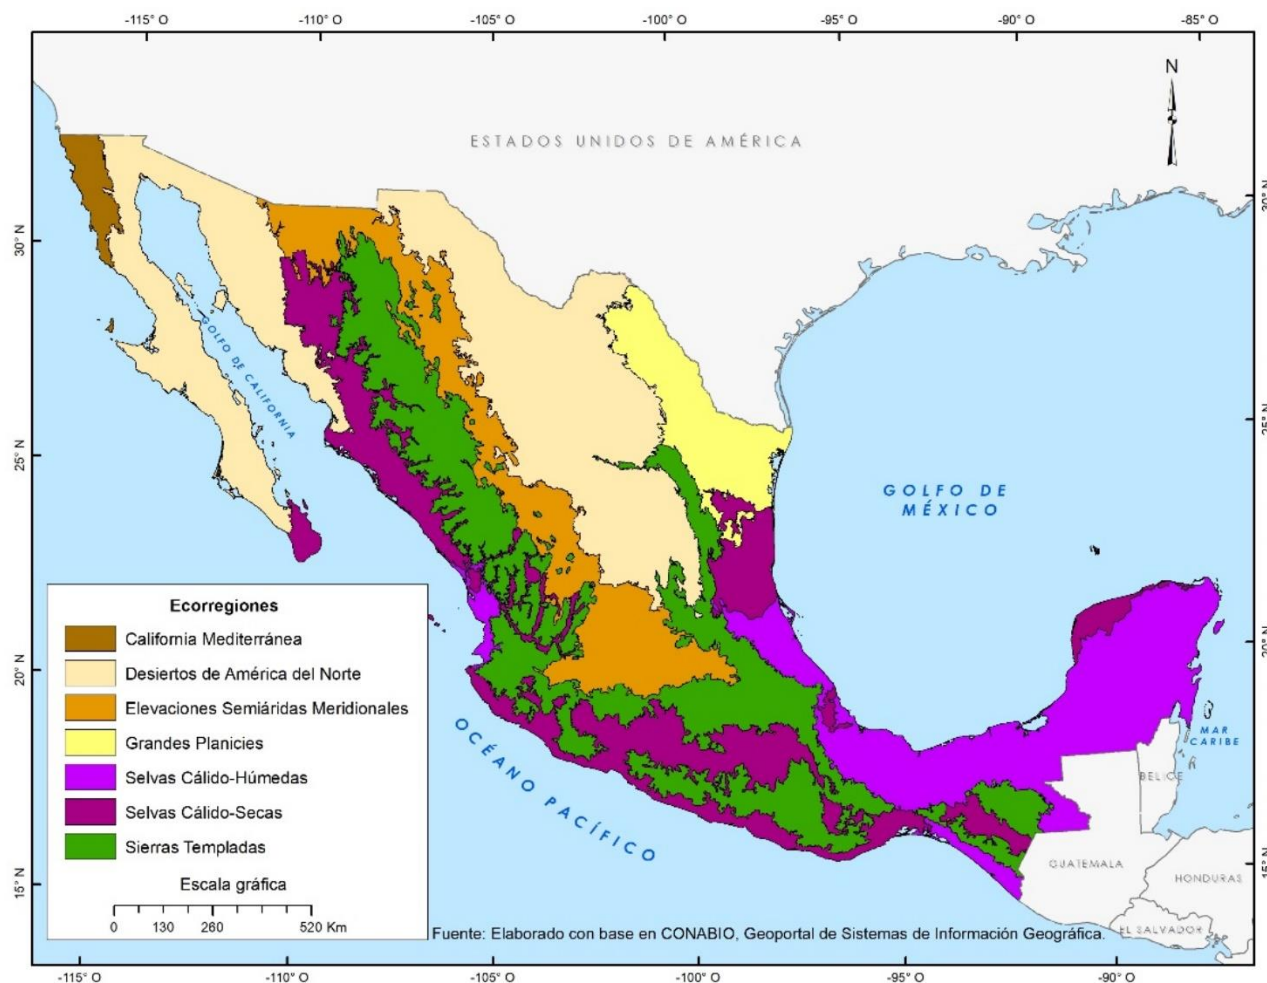 -115° O
-110° O
-105° O
-100° O
-95° O
-90° O
-85° O
N
ESTADOS UNIDOS DE AMÉRICA
30° N
30° N
GOLFO DE CALIFORNIA
25° N
25° N
GOLFO DE
MÉXICO
20° N
20° N
MAR
CARIBE
OCÉANO PACÍFICO
BELICE
GUATEMALA
HONDURAS
EL SALVADOR
15° N
15° N
Ecorregiones
California Mediterránea
Desiertos de América del Norte
Elevaciones Semiáridas Meridionales
Grandes Planicies
Selvas Cálido-Húmedas
Selvas Cálido-Secas
Sierras Templadas
Escala gráfica
0 130 260 520 Km
Fuente: Elaborado con base en CONABIO, Geoportal de Sistemas de Información Geográfica.
-115° O
-110° O
-105° O
-100° O
-95° O
-90° O